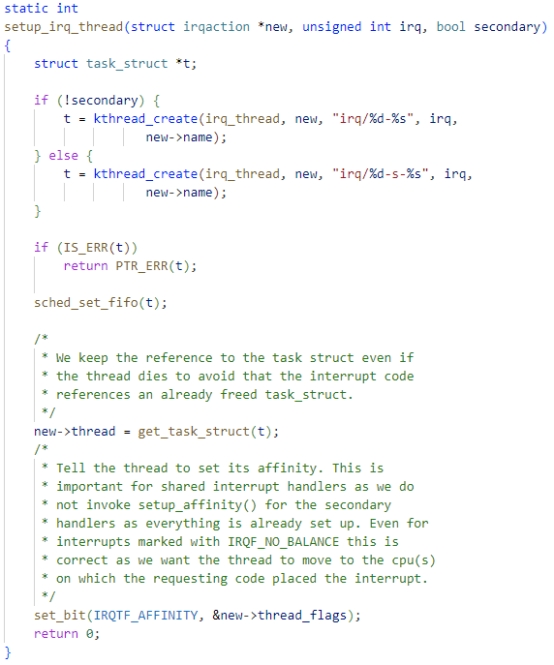 static int
setup_irq_thread(struct irqaction *new, unsigned int irq, bool secondary)
{
    struct task_struct *t;

    if (!secondary) {
        t = kthread_create(irq_thread, new, "irq/%d-%s", irq,
                   new->name);
    } else {
        t = kthread_create(irq_thread, new, "irq/%d-s-%s", irq,
                   new->name);
    }

    if (IS_ERR(t))
        return PTR_ERR(t);

    sched_set_fifo(t);

    /*
     * We keep the reference to the task struct even if
     * the thread dies to avoid that the interrupt code
     * references an already freed task_struct.
     */
    new->thread = get_task_struct(t);
    /*
     * Tell the thread to set its affinity. This is
     * important for shared interrupt handlers as we do
     * not invoke setup_affinity() for the secondary
     * handlers as everything is already set up. Even for
     * interrupts marked with IRQF_NO_BALANCE this is
     * correct as we want the thread to move to the cpu(s)
     * on which the requesting code placed the interrupt.
     */
    set_bit(IRQTF_AFFINITY, &new->thread_flags);
    return 0;
}